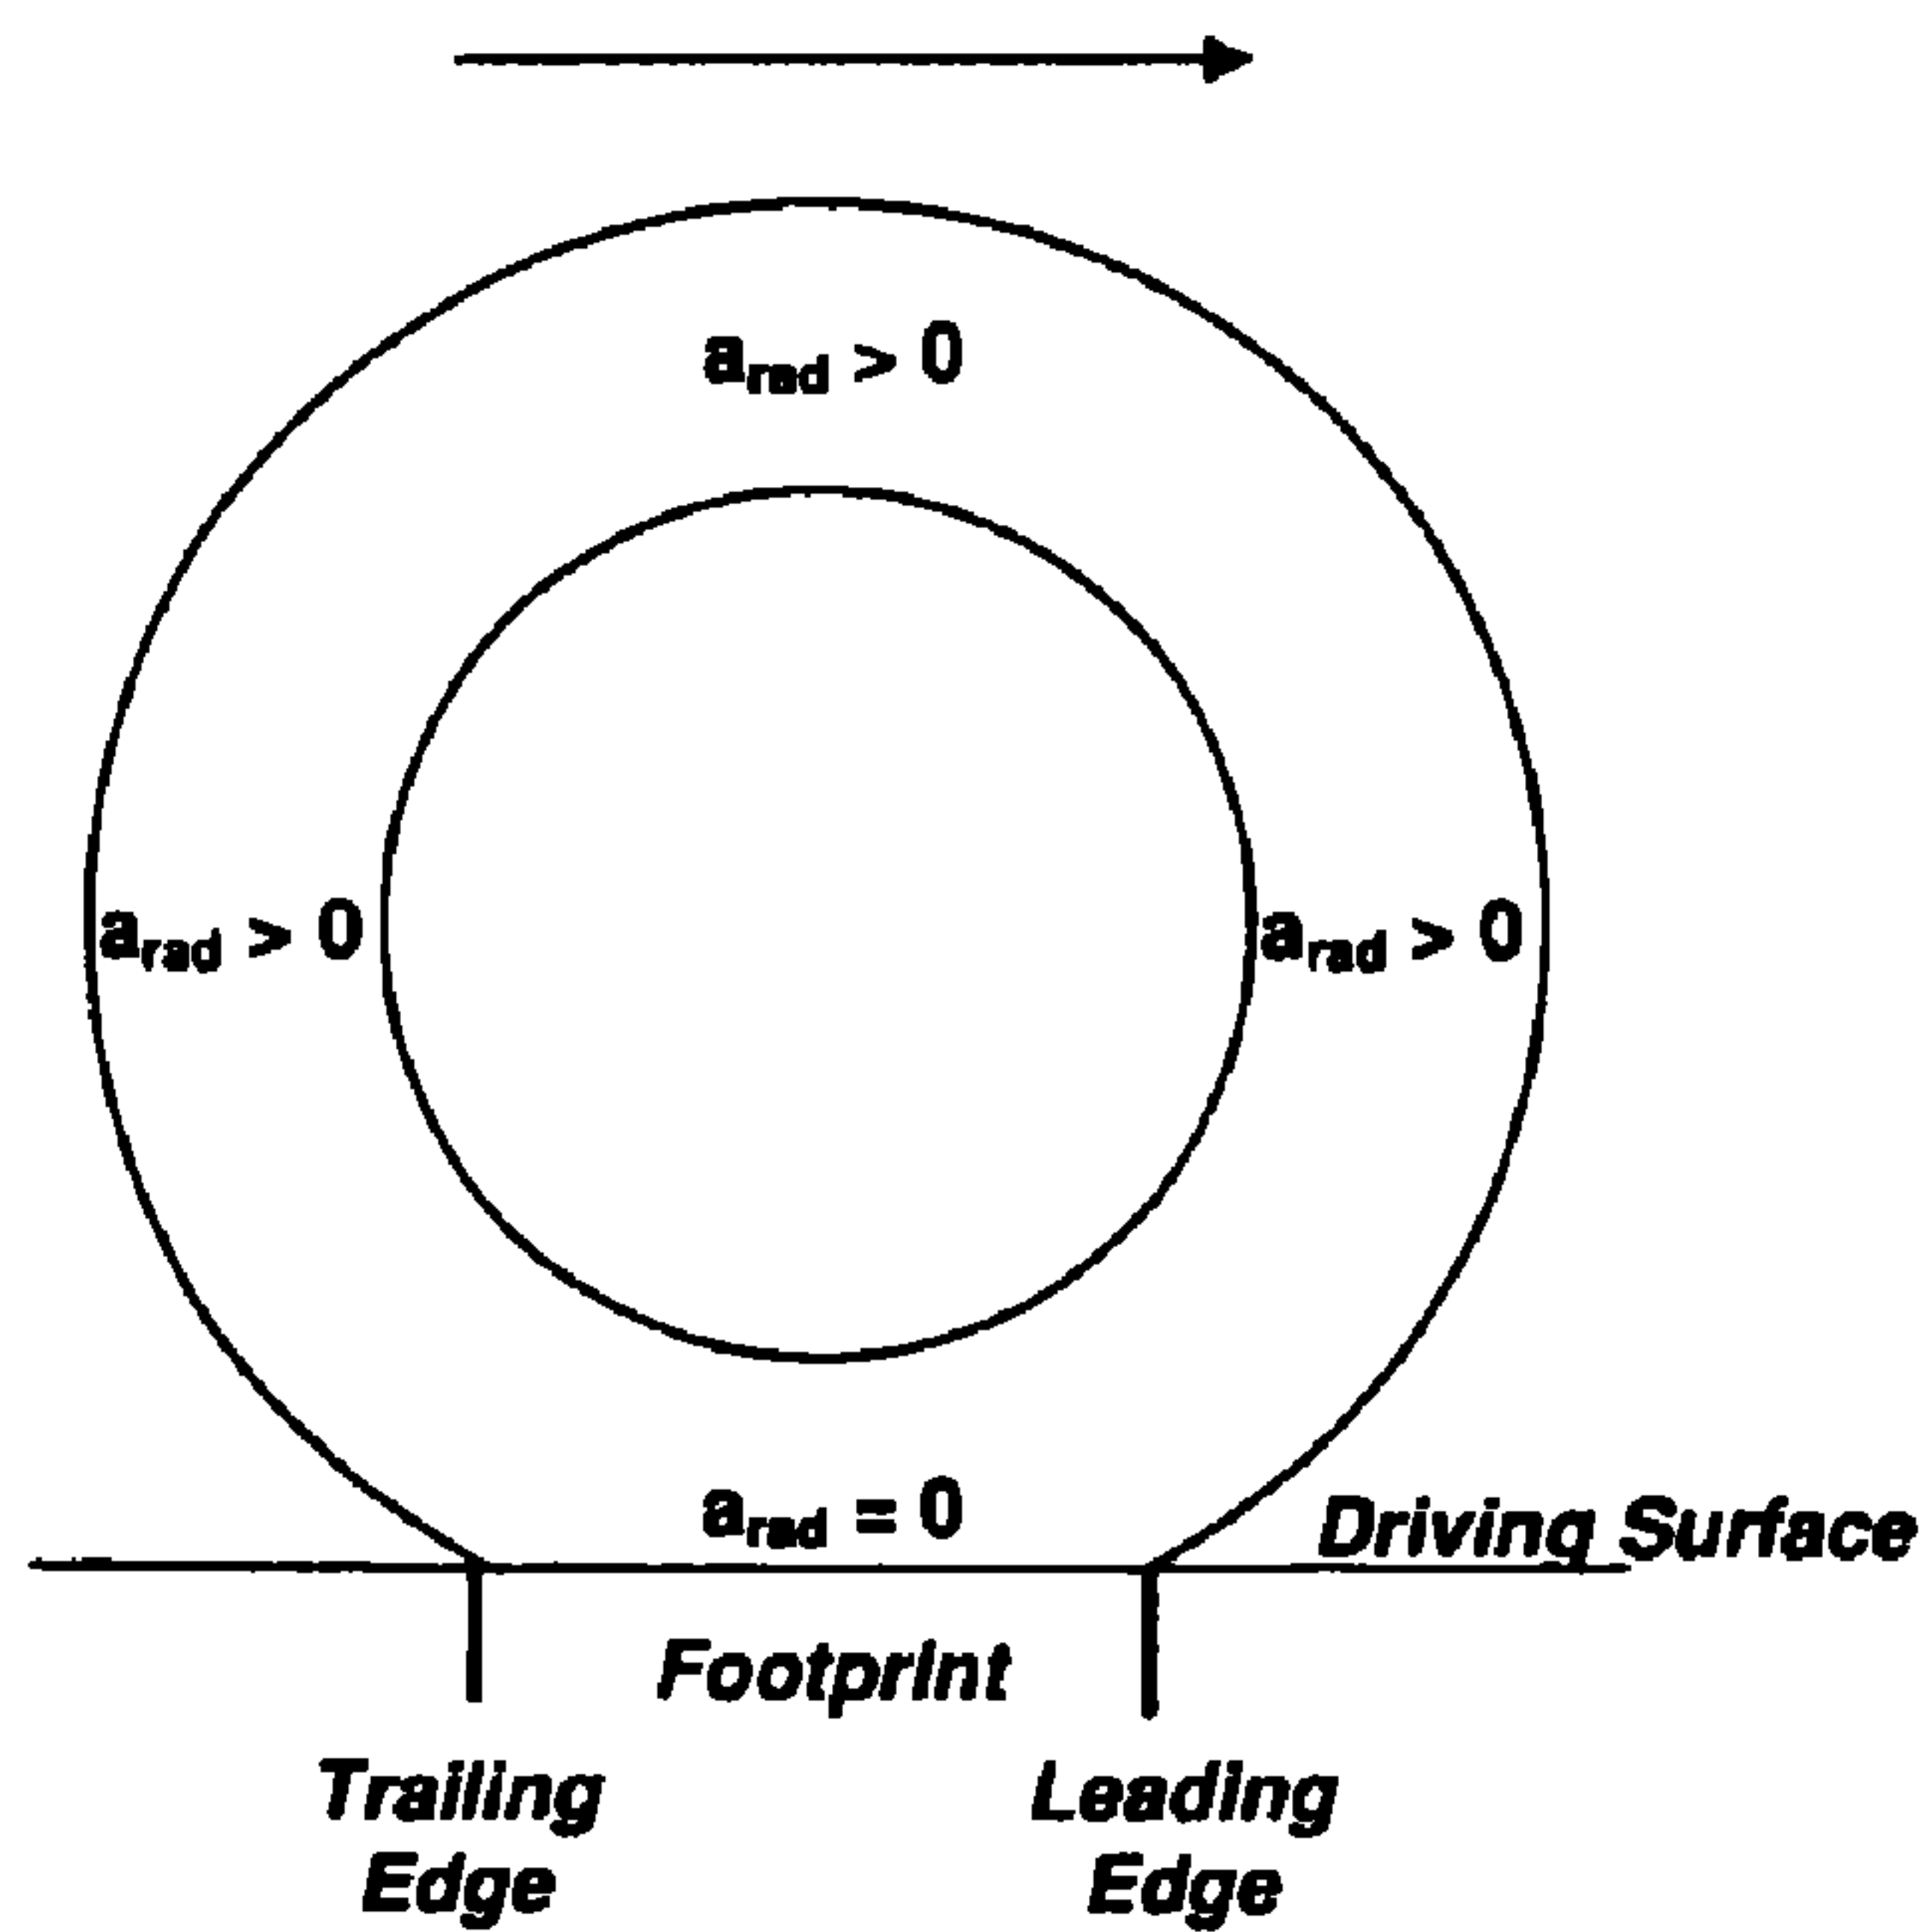 a_rad > 0
a_rad > 0
a_rad > 0
a_rad = 0
Driving Surface
Footprint
Trailing
Edge
Leading
Edge